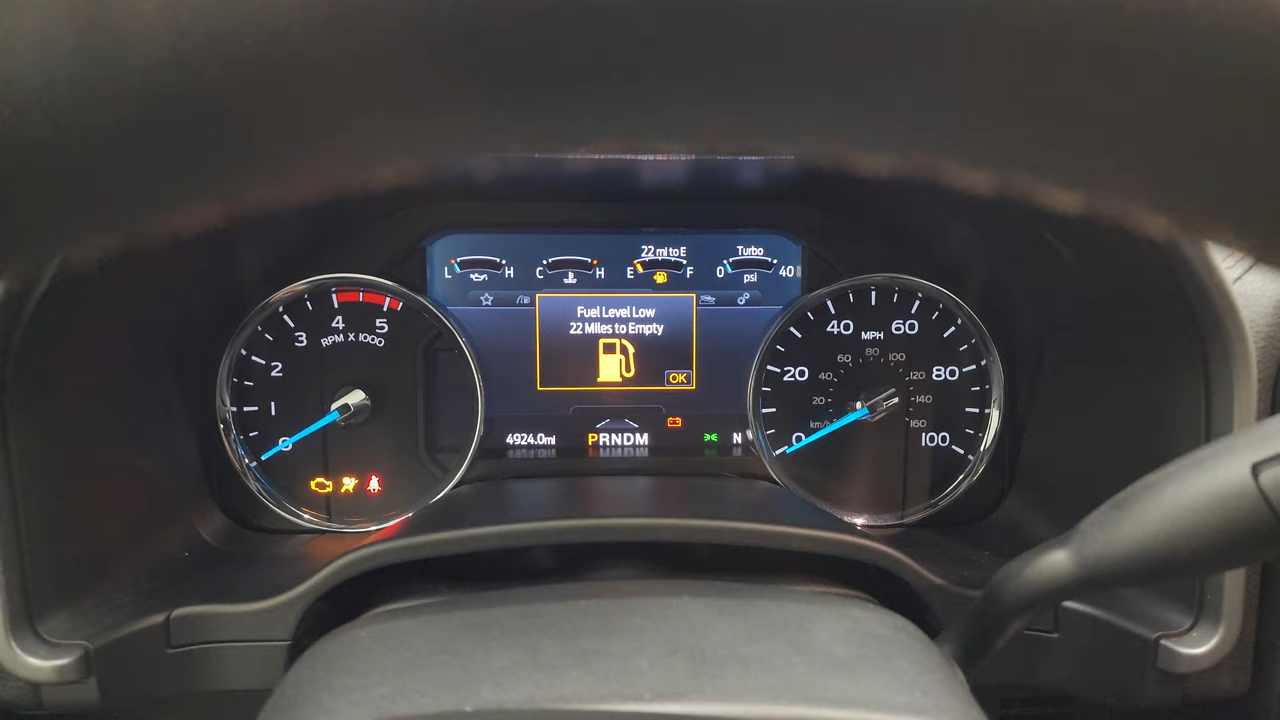 22 mi to E
Turbo
L H
C H
E F
0 40
psi
Fuel Level Low
22 Miles to Empty
OK
0 1 2 3 4 5
RPM X 1000
4924.0mi
PRNDM
N
0 20 40 60 80 100
MPH
20 40 60 80 100 120 140 160
km/h